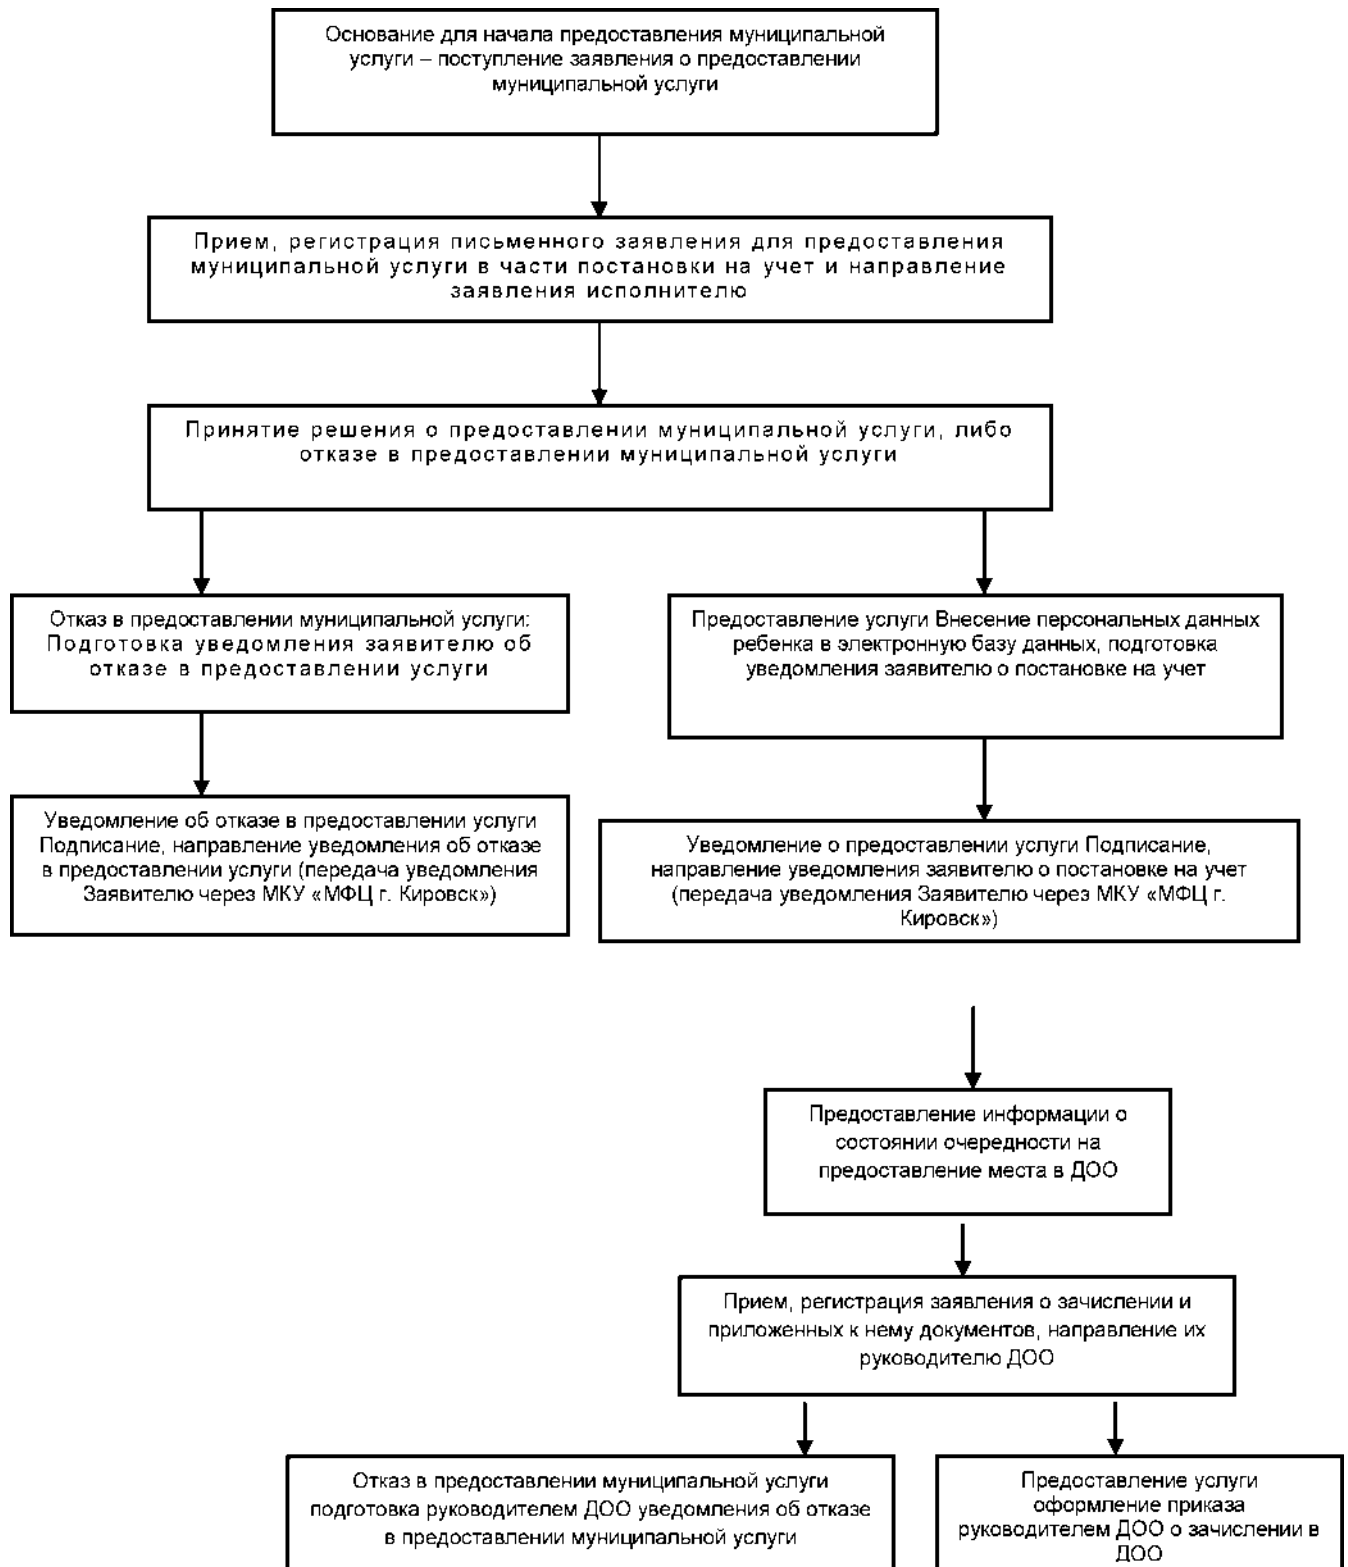 Основание для начала предоставления муниципальной
услуги – поступление заявления о предоставлении
муниципальной услуги
Прием, регистрация письменного заявления для предоставления
муниципальной услуги в части постановки на учет и направление
заявления исполнителю
Принятие решения о предоставлении муниципальной услуги, либо
отказе в предоставлении муниципальной услуги
Отказ в предоставлении муниципальной услуги:
Подготовка уведомления заявителю об
отказе в предоставлении услуги
Предоставление услуги Внесение персональных данных
ребенка в электронную базу данных, подготовка
уведомления заявителю о постановке на учет
Уведомление об отказе в предоставлении услуги
Подписание, направление уведомления об отказе
в предоставлении услуги (передача уведомления
Заявителю через МКУ «МФЦ г. Кировск»)
Уведомление о предоставлении услуги Подписание,
направление уведомления заявителю о постановке на учет
(передача уведомления Заявителю через МКУ «МФЦ г.
Кировск»)
Предоставление информации о
состоянии очередности на
предоставление места в ДОО
Прием, регистрация заявления о зачислении и
приложенных к нему документов, направление их
руководителю ДОО
Отказ в предоставлении муниципальной услуги
подготовка руководителем ДОО уведомления об отказе
в предоставлении муниципальной услуги
Предоставление услуги
оформление приказа
руководителем ДОО о зачислении в
ДОО